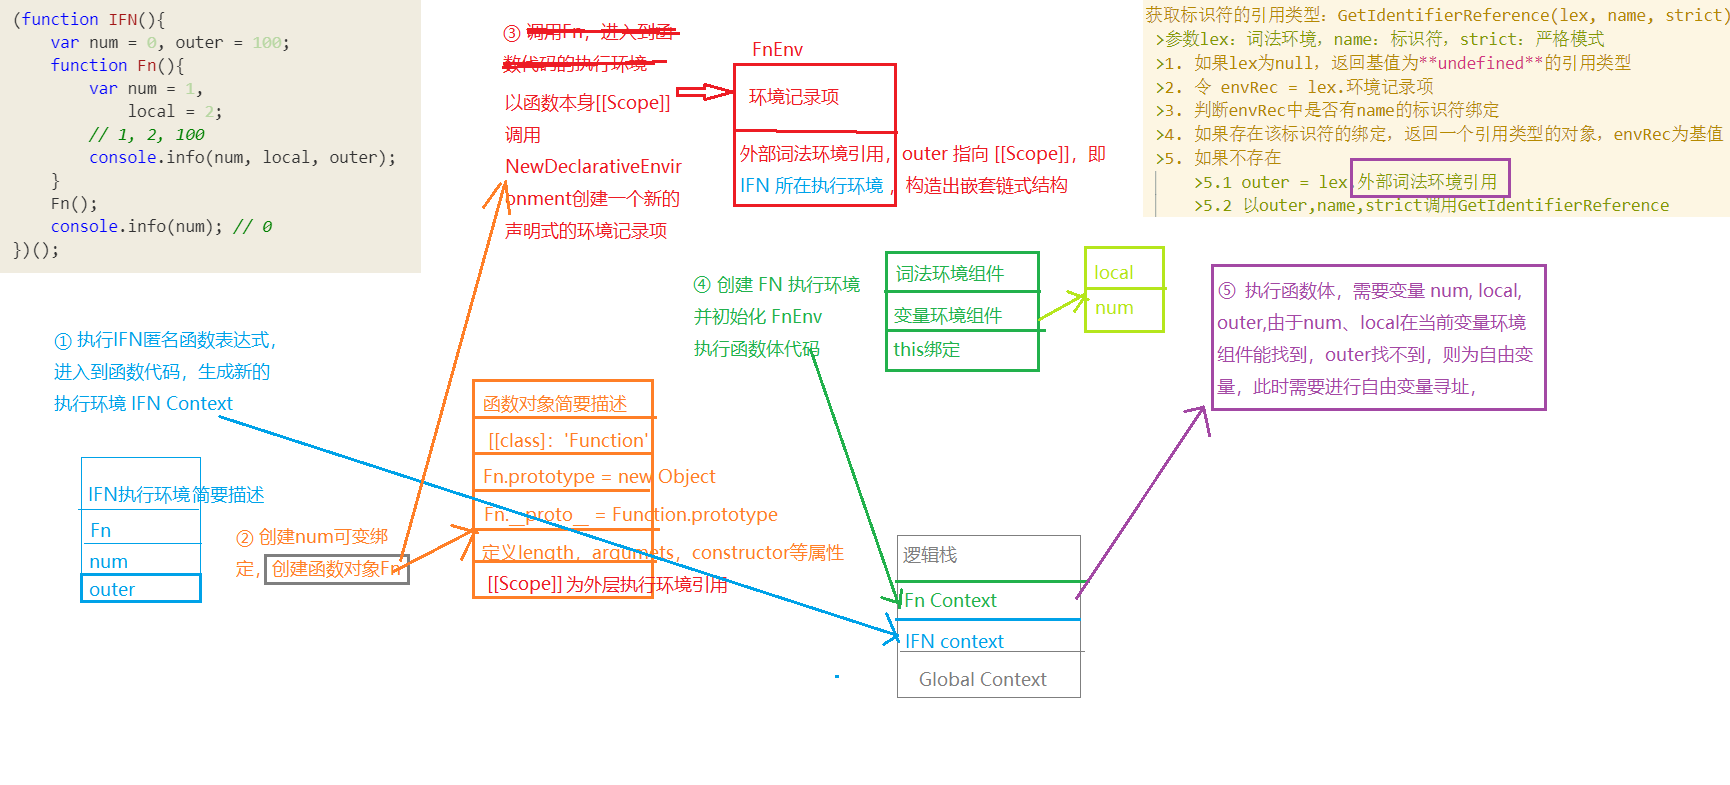 (function IFN(){
var num = 0, outer = 100;
function Fn(){
var num = 1,
local = 2;
// 1, 2, 100
console.info(num, local, outer);
}
Fn();
console.info(num); // 0
})();
③ 调用Fn，进入到函
数代码的执行环境
以函数本身[[Scope]]
调用
NewDeclarativeEnvir
onment创建一个新的
声明式的环境记录项
FnEnv
环境记录项
外部词法环境引用，outer 指向 [[Scope]]，即
IFN 所在执行环境 ，构造出嵌套链式结构
获取标识符的引用类型：GetIdentifierReference(lex, name, strict)
>参数lex：词法环境，name：标识符，strict：严格模式
>1. 如果lex为null，返回基值为**undefined**的引用类型
>2. 令 envRec = lex.环境记录项
>3. 判断envRec中是否有name的标识符绑定
>4. 如果存在该标识符的绑定，返回一个引用类型的对象，envRec为基值
>5. 如果不存在
>5.1 outer = lex.外部词法环境引用
>5.2 以outer,name,strict调用GetIdentifierReference
④ 创建 FN 执行环境
并初始化 FnEnv
执行函数体代码
词法环境组件
变量环境组件
this绑定
local
num
⑤ 执行函数体，需要变量 num, local,
outer,由于num、local在当前变量环境
组件能找到，outer找不到，则为自由变
量，此时需要进行自由变量寻址，
① 执行IFN匿名函数表达式，
进入到函数代码，生成新的
执行环境 IFN Context
IFN执行环境简要描述
Fn
num
outer
② 创建num可变绑
定，创建函数对象Fn
函数对象简要描述
[[class]：'Function'
Fn.prototype = new Object
Fn.__proto__ = Function.prototype
定义length，argumets，constructor等属性
[[Scope]] 为外层执行环境引用
逻辑栈
Fn Context
IFN context
Global Context